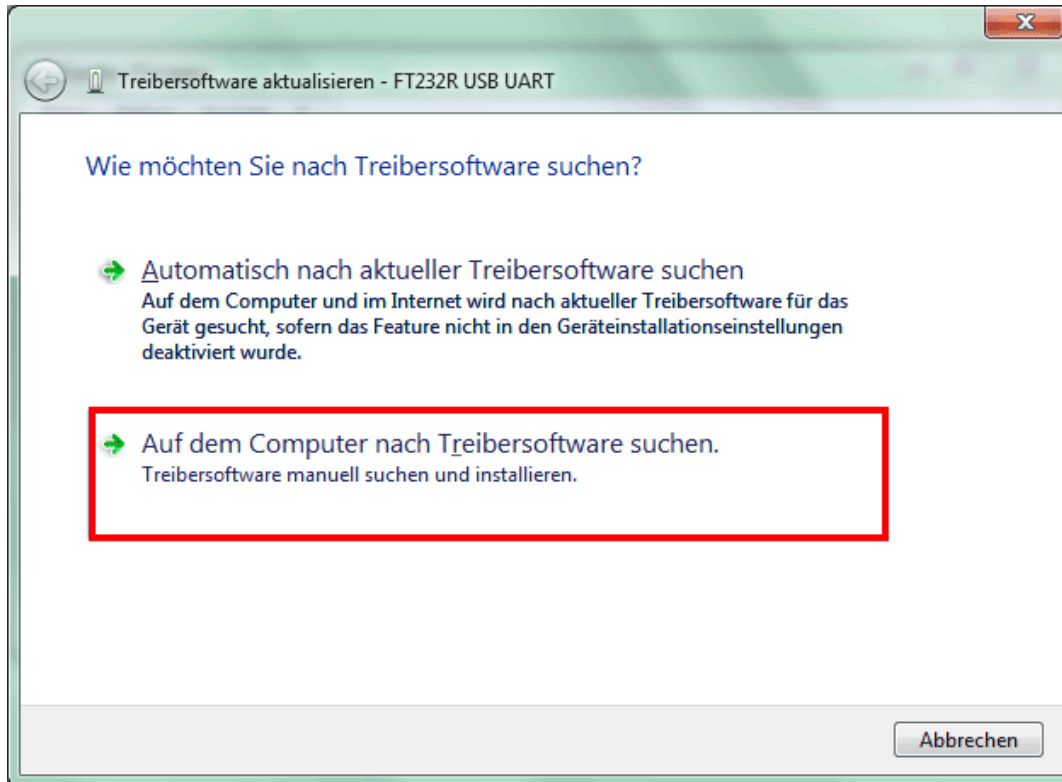 Treibersoftware aktualisieren - FT232R USB UART
Wie möchten Sie nach Treibersoftware suchen?
Automatisch nach aktueller Treibersoftware suchen
Auf dem Computer und im Internet wird nach aktueller Treibersoftware für das
Gerät gesucht, sofern das Feature nicht in den Geräteinstallationseinstellungen
deaktiviert wurde.
Auf dem Computer nach Treibersoftware suchen.
Treibersoftware manuell suchen und installieren.
Abbrechen